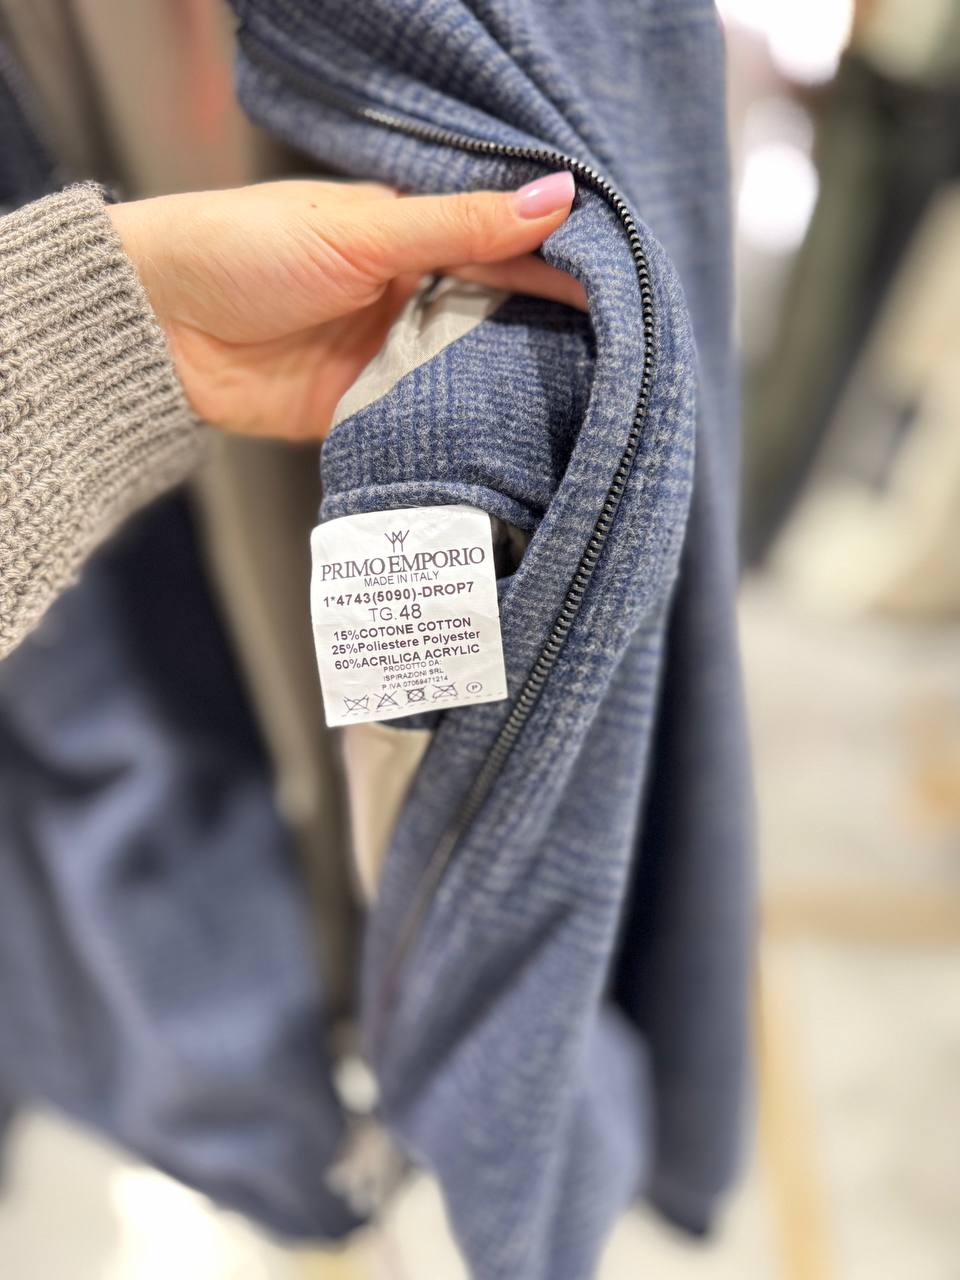 PRIMO EMPORIO
MADE IN ITALY
1*4743(5090)-DROP7
TG.48
15%COTONE COTTON
25%Poliestere Polyester
60%ACRILICA ACRYLIC
PRODOTTO DA:
ISPIRAZIONI SRL
P.IVA 07069471214
P